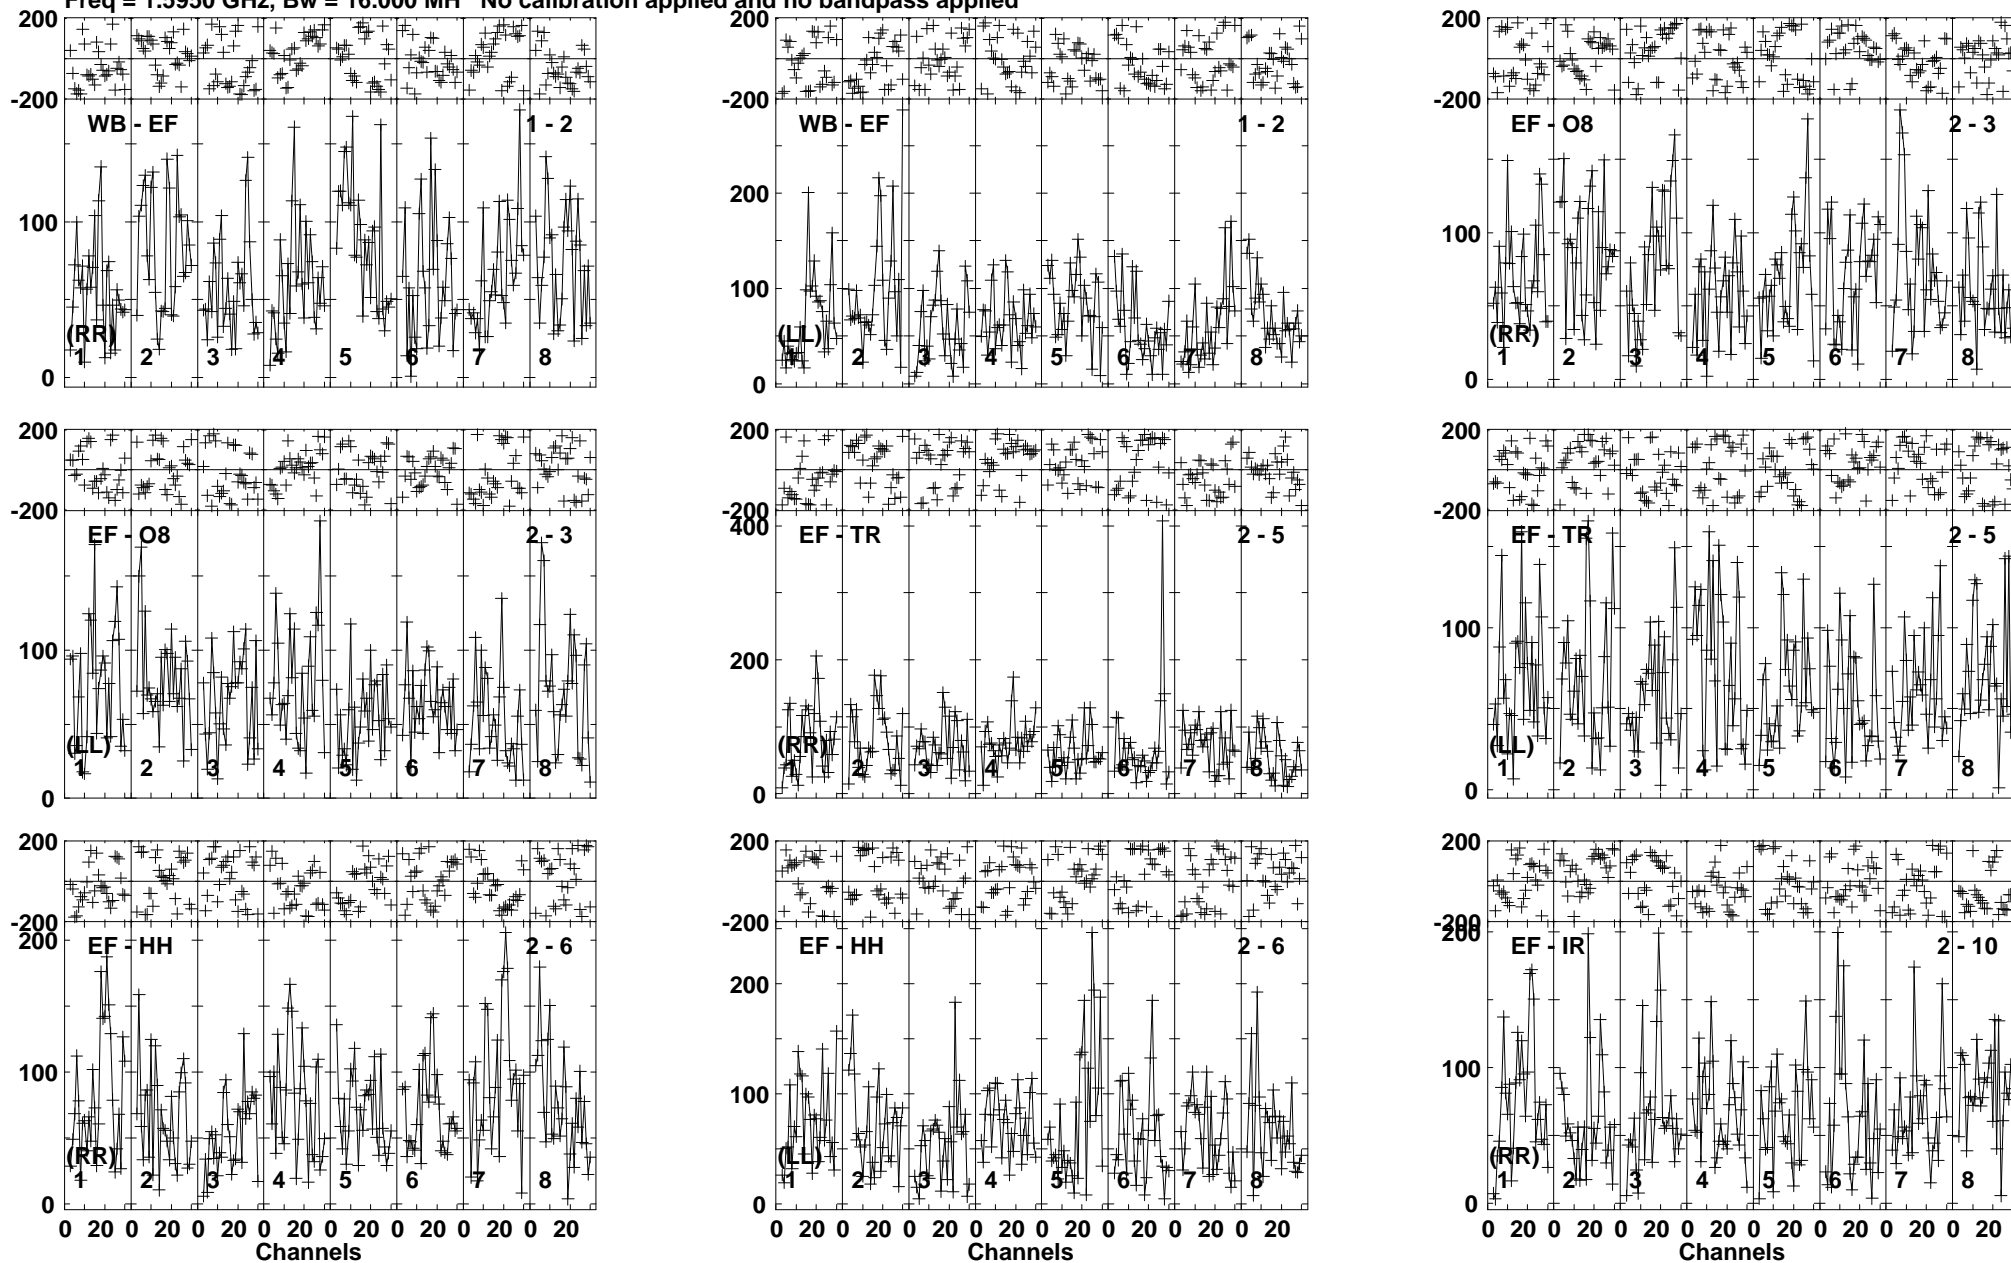 Freq = 1.5950 GHz, Bw = 16.000 MH No calibration applied and no bandpass applied
200 200 200
-200 -200 -200
WB - EF 1 - 2 WB - EF 1 - 2 EF - O8 2 - 3
200
100 100 100
(RR) (LL) (RR)
1 2 3 4 5 6 7 8 1 2 3 4 5 6 7 8 1 2 3 4 5 6 7 8
0 0 0
200 200 200
-200 -200 -200
400
EF - O8 2 - 3 EF - TR 2 - 5 EF - TR 2 - 5
100 200 100
(LL) (RR) (LL)
1 2 3 4 5 6 7 8 1 2 3 4 5 6 7 8 1 2 3 4 5 6 7 8
0 0 0
200 200 200
-200 -200 -200
200 200
EF - HH 2 - 6 EF - HH 2 - 6 EF - IR 2 - 10
200
100 100 100
(RR) (LL) (RR)
1 2 3 4 5 6 7 8 1 2 3 4 5 6 7 8 1 2 3 4 5 6 7 8
0 0 0
0 20 0 20 0 20 0 20 0 20 0 20 0 20 0 20 0 20 0 20 0 20 0 20 0 20 0 20 0 20 0 20 0 20 0 20 0 20 0 20 0 20 0 20 0 20 0 20
Channels Channels Channels